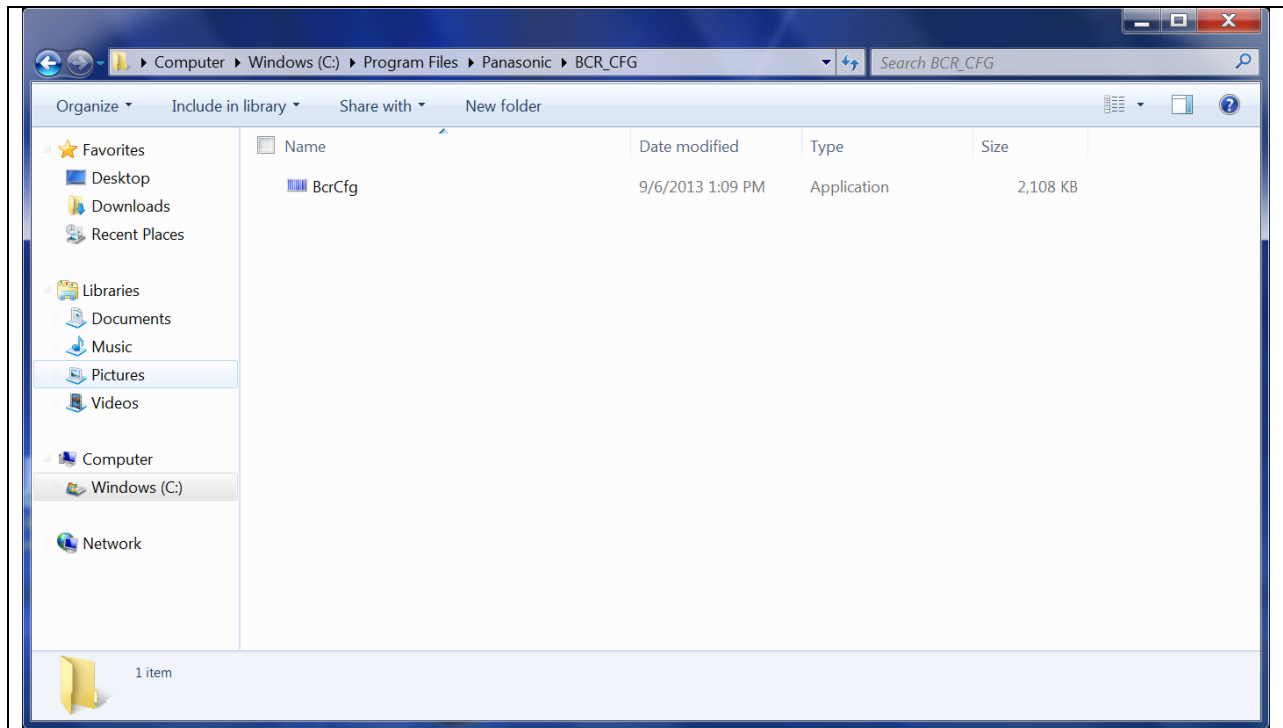 Computer Windows (C:) Program Files Panasonic BCR_CFG Search BCR_CFG
Organize Include in library Share with New folder
Favorites
Desktop
Downloads
Recent Places
Libraries
Documents
Music
Pictures
Videos
Computer
Windows (C:)
Network
Name Date modified Type Size
BcrCfg 9/6/2013 1:09 PM Application 2,108 KB
1 item